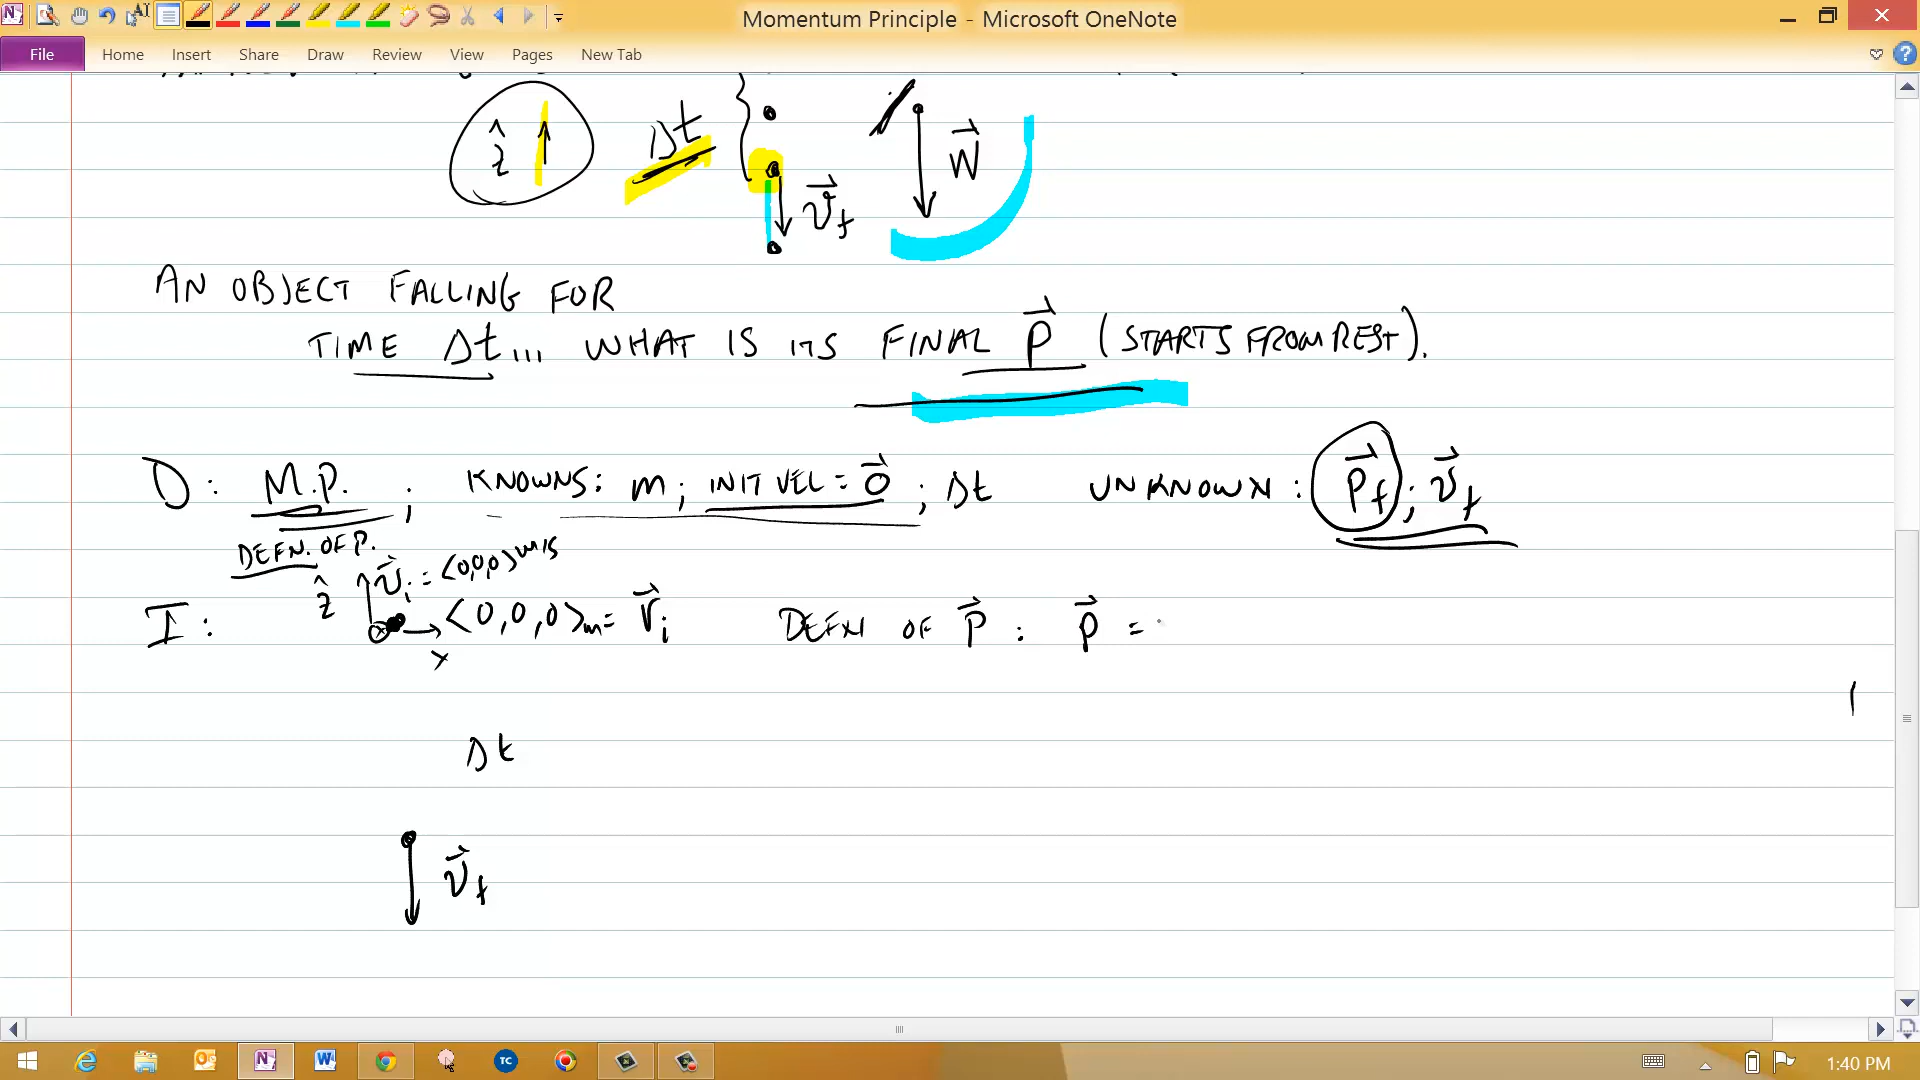 Momentum Principle - Microsoft OneNote
File Home Insert Share Draw Review View Pages New Tab
ẑ Δt v⃗f W⃗
AN OBJECT FALLING FOR
TIME Δt... WHAT IS ITS FINAL p⃗ (STARTS FROM REST).
D: M.P. ; KNOWNS: m; INIT VEL = 0⃗ ; Δt UNKNOWN: p⃗f; v⃗f
DEFN. OF P.
ẑ v⃗i = <0,0,0> m/s
I: <0,0,0>m = r⃗i DEFN OF p⃗ : p⃗ =
x
Δt
v⃗f
1:40 PM